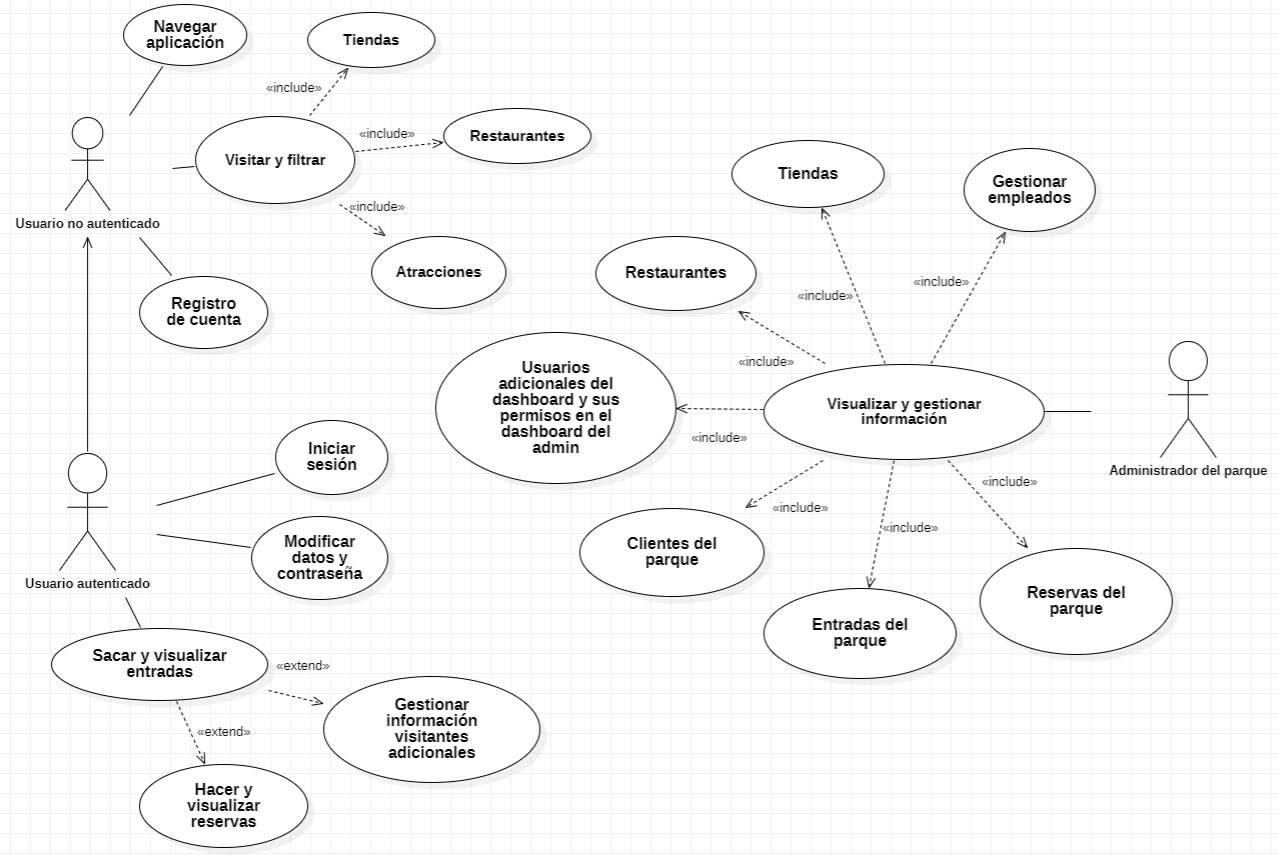 Navegar
aplicación
Tiendas
«include»
Visitar y filtrar
«include»
Restaurantes
«include»
Atracciones
Usuario no autenticado
Registro
de cuenta
Tiendas
Gestionar
empleados
Restaurantes
«include»
«include»
«include»
Usuarios
adicionales del
dashboard y sus
permisos en el
dashboard del
admin
«include»
Visualizar y gestionar
información
Administrador del parque
«include»
«include»
«include»
Clientes del
parque
Entradas del
parque
Reservas del
parque
Iniciar
sesión
Modificar
datos y
contraseña
Usuario autenticado
Sacar y visualizar
entradas
«extend»
Gestionar
información
visitantes
adicionales
«extend»
Hacer y
visualizar
reservas